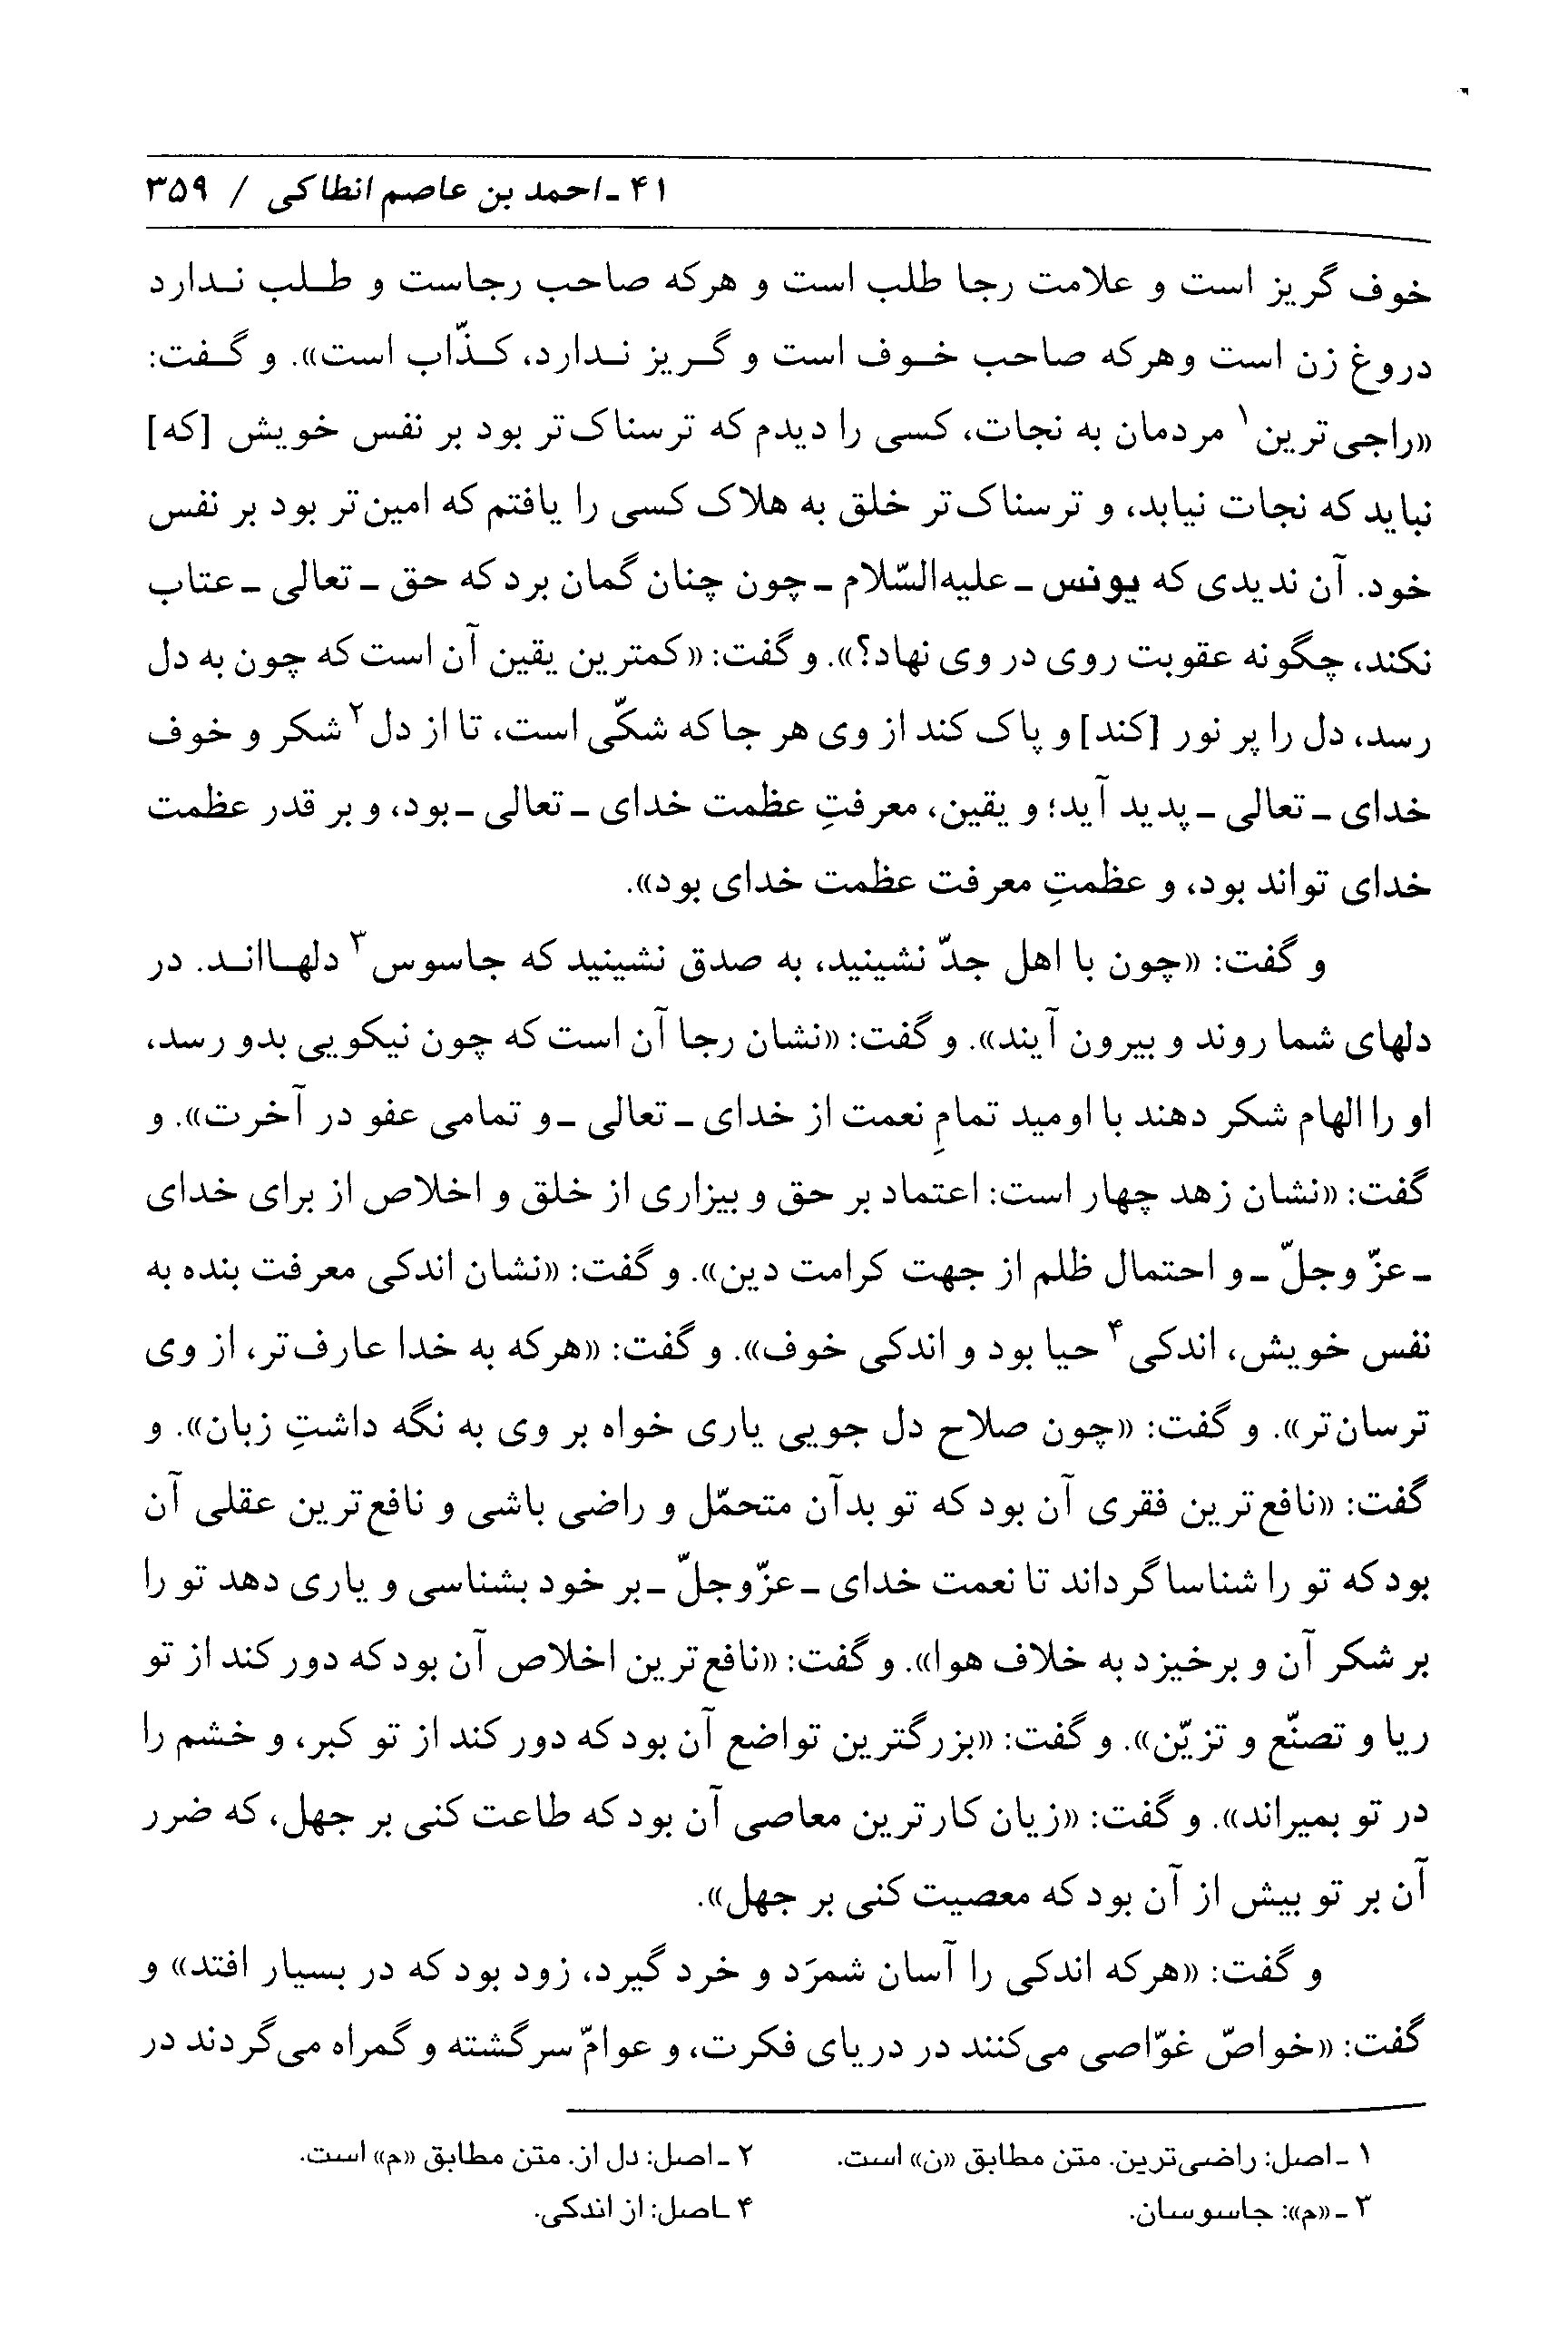 ۴۱ ـ احمد بن عاصم انطاکی / ۳۵۹
خوف گریز است و علامت رجا طلب است و هرکه صاحب رجاست و طلب ندارد
دروغ زن است وهرکه صاحب خوف است و گریز ندارد، کذّاب است». و گفت:
«راجی‌ترین۱ مردمان به نجات، کسی را دیدم که ترسناک‌تر بود بر نفس خویش [که]
نباید که نجات نیابد، و ترسناک‌تر خلق به هلاک کسی را یافتم که امین‌تر بود بر نفس
خود. آن ندیدی که یونس ـ علیه‌السّلام ـ چون چنان گمان برد که حق ـ تعالی ـ عتاب
نکند، چگونه عقوبت روی در وی نهاد؟». و گفت: «کمترین یقین آن است که چون به دل
رسد، دل را پر نور [کند] و پاک کند از وی هر جا که شکّی است، تا از دل۲ شکر و خوف
خدای ـ تعالی ـ پدید آید؛ و یقین، معرفتِ عظمت خدای ـ تعالی ـ بود، و بر قدر عظمت
خدای تواند بود، و عظمتِ معرفت عظمت خدای بود».
و گفت: «چون با اهل جدّ نشینید، به صدق نشینید که جاسوس۳ دلهااند. در
دلهای شما روند و بیرون آیند». و گفت: «نشان رجا آن است که چون نیکویی بدو رسد،
او را الهام شکر دهند با اومید تمامِ نعمت از خدای ـ تعالی ـ و تمامی عفو در آخرت». و
گفت: «نشان زهد چهار است: اعتماد بر حق و بیزاری از خلق و اخلاص از برای خدای
ـ عزّ وجلّ ـ و احتمال ظلم از جهت کرامت دین». و گفت: «نشان اندکی معرفت بنده به
نفس خویش، اندکی۴ حیا بود و اندکی خوف». و گفت: «هرکه به خدا عارف‌تر، از وی
ترسان‌تر». و گفت: «چون صلاح دل جویی یاری خواه بر وی به نگه داشتِ زبان». و
گفت: «نافع‌ترین فقری آن بود که تو بدآن متحمّل و راضی باشی و نافع‌ترین عقلی آن
بود که تو را شناسا گرداند تا نعمت خدای ـ عزّوجلّ ـ بر خود بشناسی و یاری دهد تو را
بر شکر آن و برخیزد به خلاف هوا». و گفت: «نافع‌ترین اخلاص آن بود که دور کند از تو
ریا و تصنّع و تزیّن». و گفت: «بزرگترین تواضع آن بود که دور کند از تو کبر، و خشم را
در تو بمیراند». و گفت: «زیان کارترین معاصی آن بود که طاعت کنی بر جهل، که ضرر
آن بر تو بیش از آن بود که معصیت کنی بر جهل».
و گفت: «هرکه اندکی را آسان شمرَد و خرد گیرد، زود بود که در بسیار افتد» و
گفت: «خواصّ غوّاصی می‌کنند در دریای فکرت، و عوامّ سرگشته و گمراه می‌گردند در
۱ ـ اصل: راضی‌ترین. متن مطابق «ن» است. ۲ ـ اصل: دل از. متن مطابق «م» است.
۳ ـ «م»: جاسوسان. ۴ ـ اصل: از اندکی.